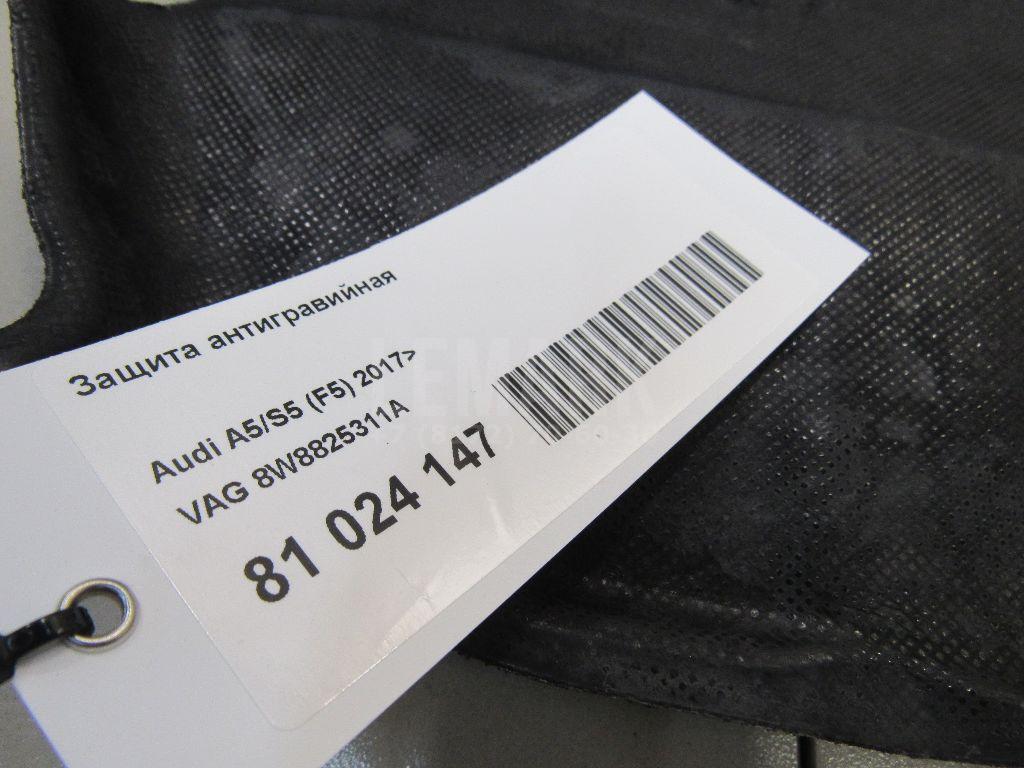 Защита антигравийная
Audi A5/S5 (F5) 2017>
VAG 8W8825311A
81 024 147